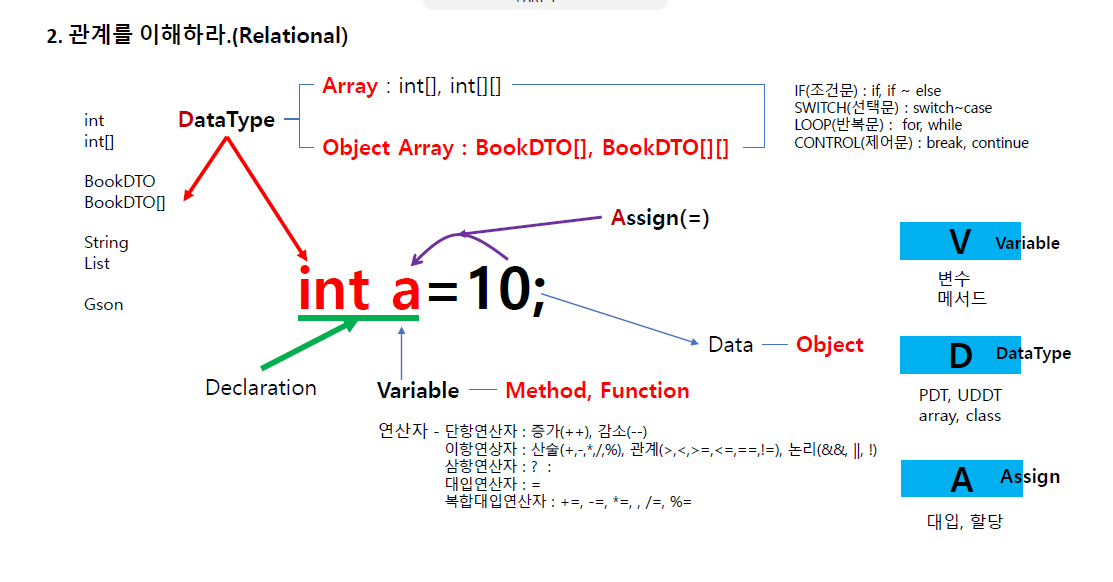 2. 관계를 이해하라.(Relational)
Array : int[], int[][]
DataType
Object Array : BookDTO[], BookDTO[][]
IF(조건문) : if, if ~ else
SWITCH(선택문) : switch~case
LOOP(반복문) : for, while
CONTROL(제어문) : break, continue
int
int[]
BookDTO
BookDTO[]
String
List
Gson
Assign(=)
int a=10;
Declaration
Variable
Method, Function
Data
Object
연산자 - 단항연산자 : 증가(++), 감소(--)
이항연상자 : 산술(+,-,*,/,%), 관계(>,<,>=,<=,==,!=), 논리(&&, ||, !)
삼항연산자 : ? :
대입연산자 : =
복합대입연산자 : +=, -=, *=, , /=, %=
V Variable
변수
메서드
D DataType
PDT, UDDT
array, class
A Assign
대입, 할당